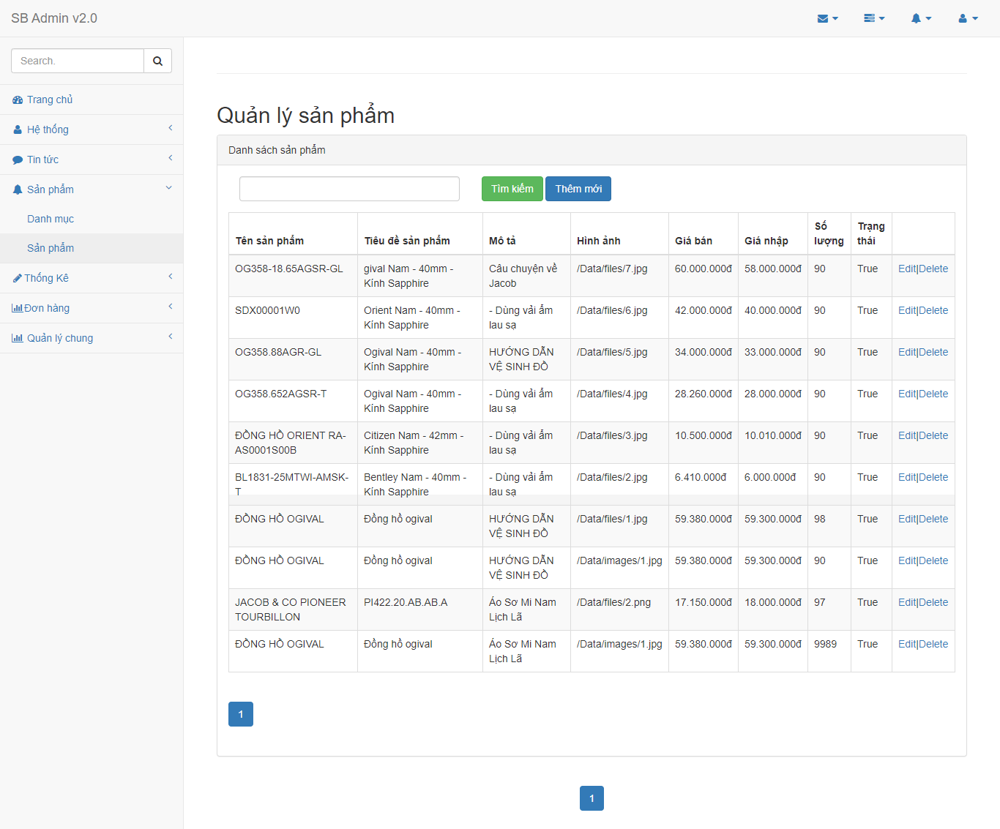 SB Admin v2.0
Search.
Trang chủ
Hệ thống
Tin tức
Sản phẩm
Danh mục
Sản phẩm
Thống Kê
Đơn hàng
Quản lý chung
Quản lý sản phẩm
Danh sách sản phẩm
Tìm kiếm Thêm mới
Tên sản phẩm Tiêu đề sản phẩm Mô tả Hình ảnh Giá bán Giá nhập Số lượng Trạng thái
OG358-18.65AGSR-GL gival Nam - 40mm - Kính Sapphire Câu chuyện về Jacob /Data/files/7.jpg 60.000.000đ 58.000.000đ 90 True Edit|Delete
SDX00001W0 Orient Nam - 40mm - Kính Sapphire - Dùng vải ẩm lau sạ /Data/files/6.jpg 42.000.000đ 40.000.000đ 90 True Edit|Delete
OG358.88AGR-GL Ogival Nam - 40mm - Kính Sapphire HƯỚNG DẪN VỆ SINH ĐỒ /Data/files/5.jpg 34.000.000đ 33.000.000đ 90 True Edit|Delete
OG358.652AGSR-T Ogival Nam - 40mm - Kính Sapphire - Dùng vải ẩm lau sạ /Data/files/4.jpg 28.260.000đ 28.000.000đ 90 True Edit|Delete
ĐỒNG HỒ ORIENT RA-AS0001S00B Citizen Nam - 42mm - Kính Sapphire - Dùng vải ẩm lau sạ /Data/files/3.jpg 10.500.000đ 10.010.000đ 90 True Edit|Delete
BL1831-25MTWI-AMSK-T Bentley Nam - 40mm - Kính Sapphire - Dùng vải ẩm lau sạ /Data/files/2.jpg 6.410.000đ 6.000.000đ 90 True Edit|Delete
ĐỒNG HỒ OGIVAL Đồng hồ ogival HƯỚNG DẪN VỆ SINH ĐỒ /Data/files/1.jpg 59.380.000đ 59.300.000đ 98 True Edit|Delete
ĐỒNG HỒ OGIVAL Đồng hồ ogival HƯỚNG DẪN VỆ SINH ĐỒ /Data/images/1.jpg 59.380.000đ 59.300.000đ 90 True Edit|Delete
JACOB & CO PIONEER TOURBILLON PI422.20.AB.AB.A Áo Sơ Mi Nam Lịch Lã /Data/files/2.png 17.150.000đ 18.000.000đ 97 True Edit|Delete
ĐỒNG HỒ OGIVAL Đồng hồ ogival Áo Sơ Mi Nam Lịch Lã /Data/images/1.jpg 59.380.000đ 59.300.000đ 9989 True Edit|Delete
1
1